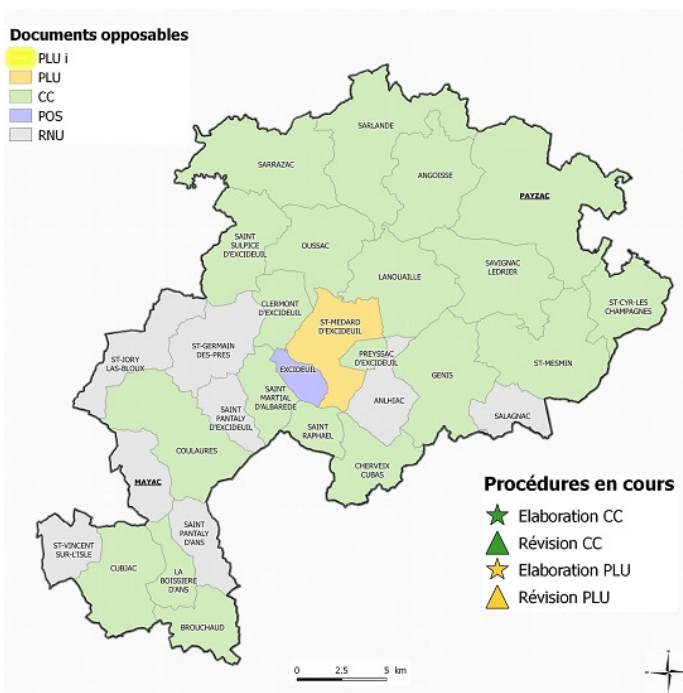 Documents opposables
PLU i
PLU
CC
POS
RNU
SARLANDE
SARRAZAC
ANGOISSE
PAYZAC
SAINT
SULPICE
D'EXCIDEUIL
DUSSAC
LANOUAILLE
SAVIGNAC
LEDRIER
ST-CYR-LES
CHAMPAGNES
CLERMONT
D'EXCIDEUIL
ST-MEDARD
D'EXCIDEUIL
ST-GERMAIN
DES-PRES
ST-JORY
LAS-BLOUX
PREYSSAC
D'EXCIDEUIL
ST-MESMIN
EXCIDEUIL
GENIS
SAINT
MARTIAL
D'ALBAREDE
ANLHIAC
SAINT
PANTALY
D'EXCIDEUIL
SALAGNAC
SAINT
RAPHAEL
COULAURES
CHERVEIX
CUBAS
MAYAC
SAINT
PANTALY
D'ANS
ST-VINCENT
SUR-L'ISLE
CUBJAC
LA
BOISSIERE
D'ANS
BROUCHAUD
Procédures en cours
Elaboration CC
Révision CC
Elaboration PLU
Révision PLU
0 2.5 5 km